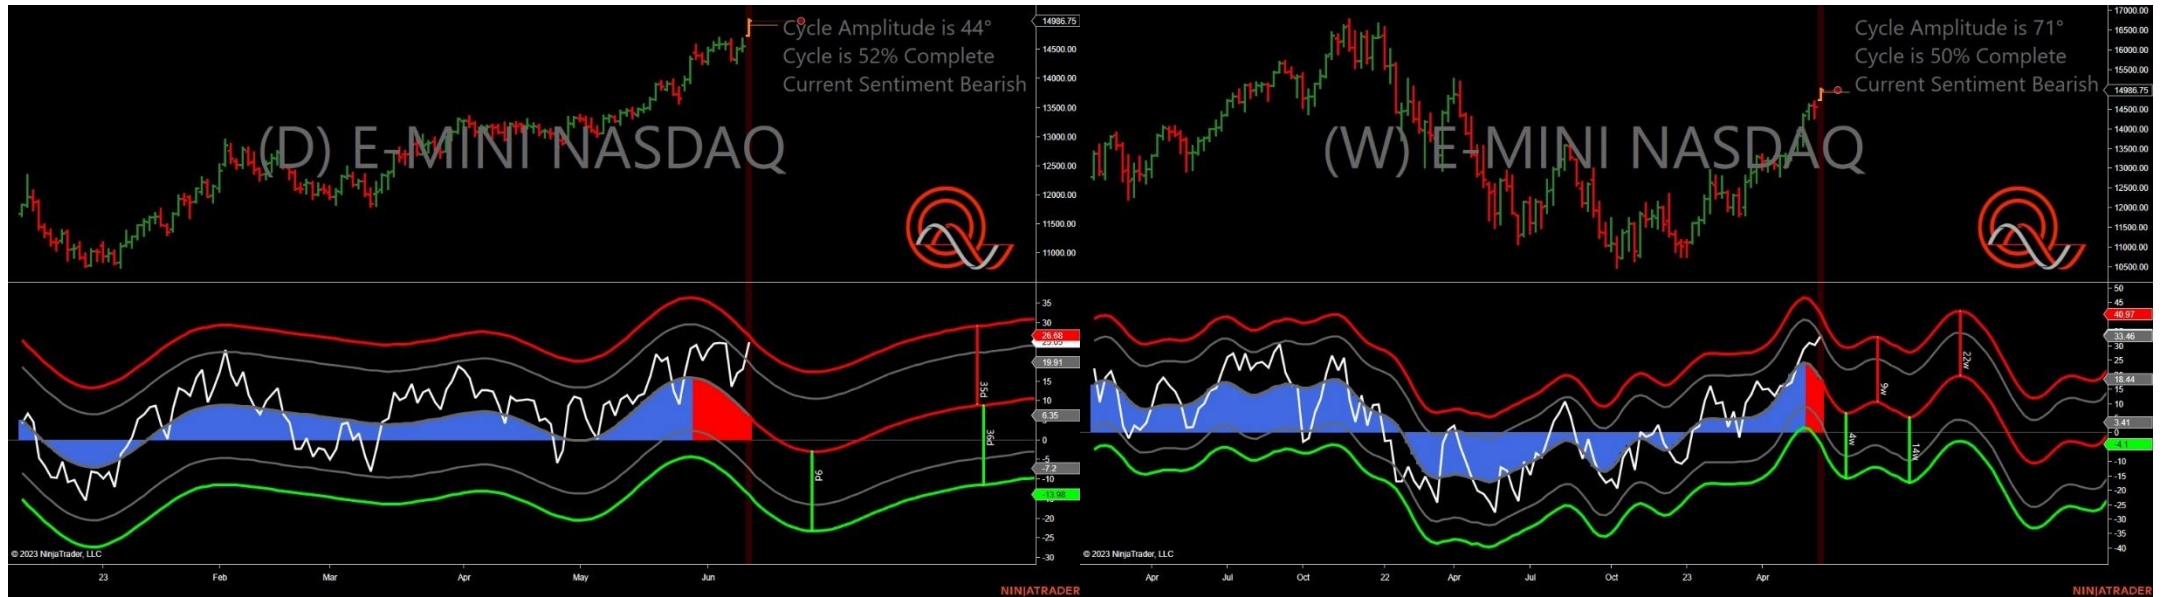 Cycle Amplitude is 44°
Cycle is 52% Complete
Current Sentiment Bearish
(D) E-MINI NASDAQ
14986.75
14500.00
14000.00
13500.00
13000.00
12500.00
12000.00
11500.00
11000.00
35
30
26.68
25.05
19.91
15
10
6.35
0
-5
-7.2
-10
-13.98
-20
-25
-30
9d
35d
36d
© 2023 NinjaTrader, LLC
23 Feb Mar Apr May Jun
NINJATRADER
Cycle Amplitude is 71°
Cycle is 50% Complete
Current Sentiment Bearish
(W) E-MINI NASDAQ
17000.00
16500.00
16000.00
15500.00
14986.75
14500.00
14000.00
13500.00
13000.00
12500.00
12000.00
11500.00
11000.00
10500.00
50
45
40.97
33.46
30
25
18.44
15
10
5
3.41
0
-4.1
-10
-15
-20
-25
-30
-35
-40
4w
9w
14w
22w
© 2023 NinjaTrader, LLC
Apr Jul Oct 22 Apr Jul Oct 23 Apr
NINJATRADER